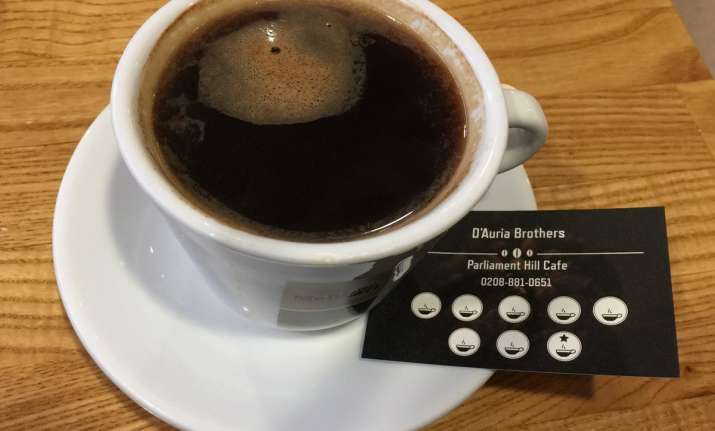 D'Auria Brothers
Parliament Hill Cafe
0208-881-0651